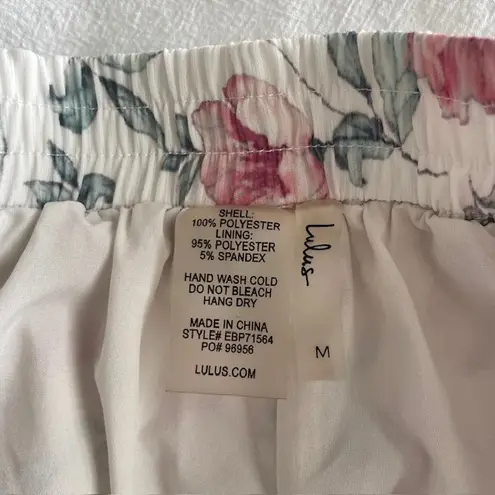 SHELL:
100% POLYESTER
LINING:
95% POLYESTER
5% SPANDEX
HAND WASH COLD
DO NOT BLEACH
HANG DRY
MADE IN CHINA
STYLE# EBP71564
PO# 96956
LULUS.COM
Lulus
M